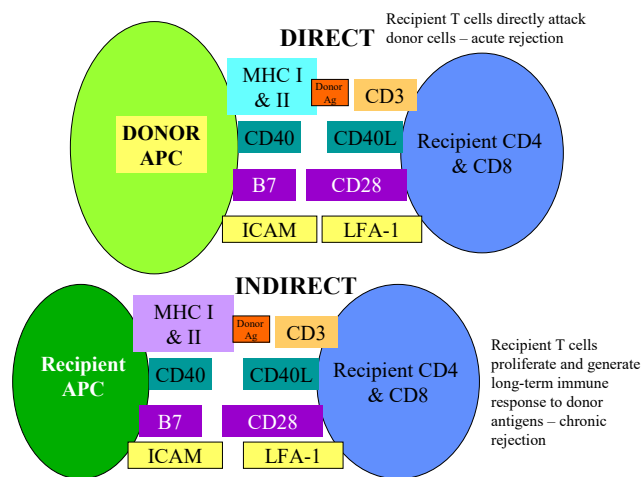 DIRECT
Recipient T cells directly attack
donor cells – acute rejection
MHC I
& II
Donor
Ag
CD3
DONOR
APC
CD40
CD40L
Recipient CD4
& CD8
B7
CD28
ICAM
LFA-1
INDIRECT
MHC I
& II
Donor
Ag
CD3
Recipient
APC
CD40
CD40L
Recipient CD4
& CD8
B7
CD28
ICAM
LFA-1
Recipient T cells
proliferate and generate
long-term immune
response to donor
antigens – chronic
rejection